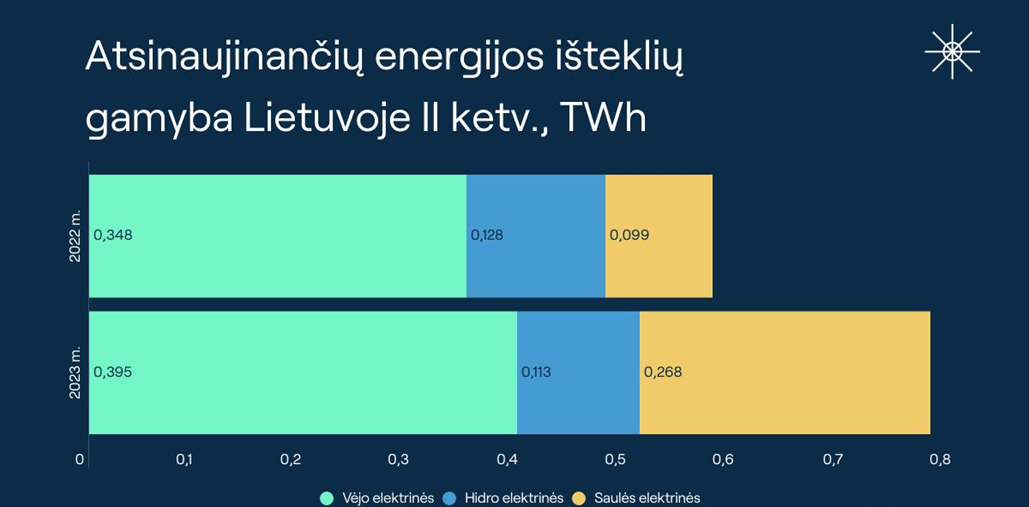 Atsinaujinančių energijos išteklių
gamyba Lietuvoje II ketv., TWh
2022 m.
0,348
0,128
0,099
2023 m.
0,395
0,113
0,268
0 0,1 0,2 0,3 0,4 0,5 0,6 0,7 0,8
Vėjo elektrinės Hidro elektrinės Saulės elektrinės